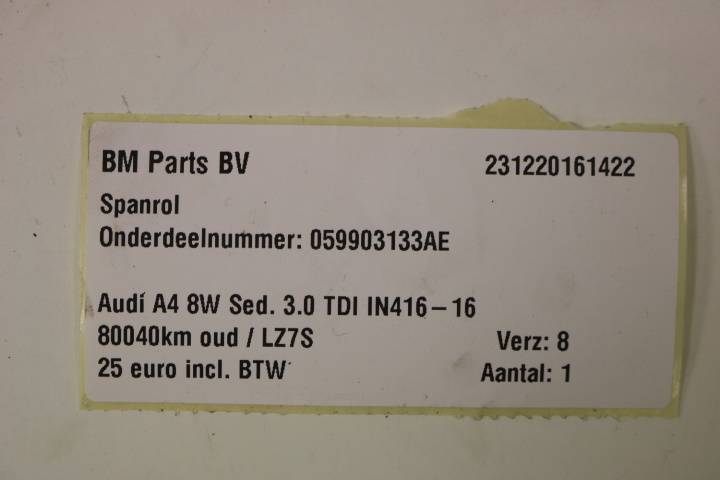 BM Parts BV 231220161422
Spanrol
Onderdeelnummer: 059903133AE
Audi A4 8W Sed. 3.0 TDI IN416-16
80040km oud / LZ7S Verz: 8
25 euro incl. BTW Aantal: 1